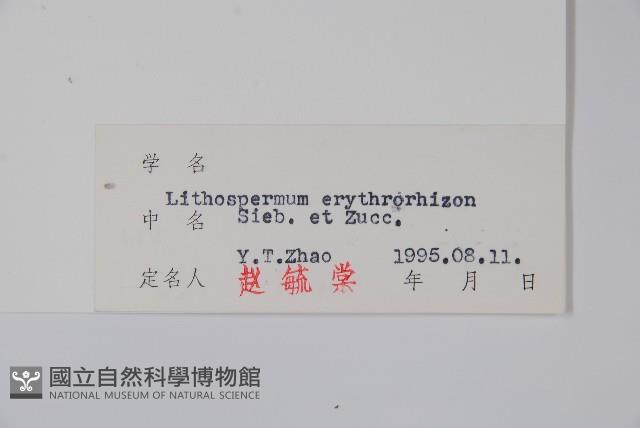 学 名
Lithospermum erythrorhizon
中 名 Sieb. et Zucc.
Y.T.Zhao 1995.08.11.
定名人 赵毓棠 年 月 日
國立自然科學博物館
NATIONAL MUSEUM OF NATURAL SCIENCE